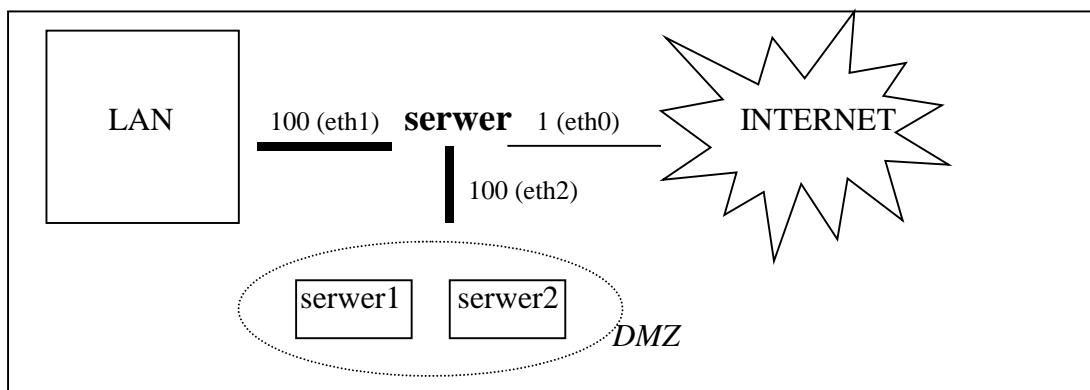 LAN
100 (eth1)
serwer
1 (eth0)
INTERNET
100 (eth2)
serwer1
serwer2
DMZ